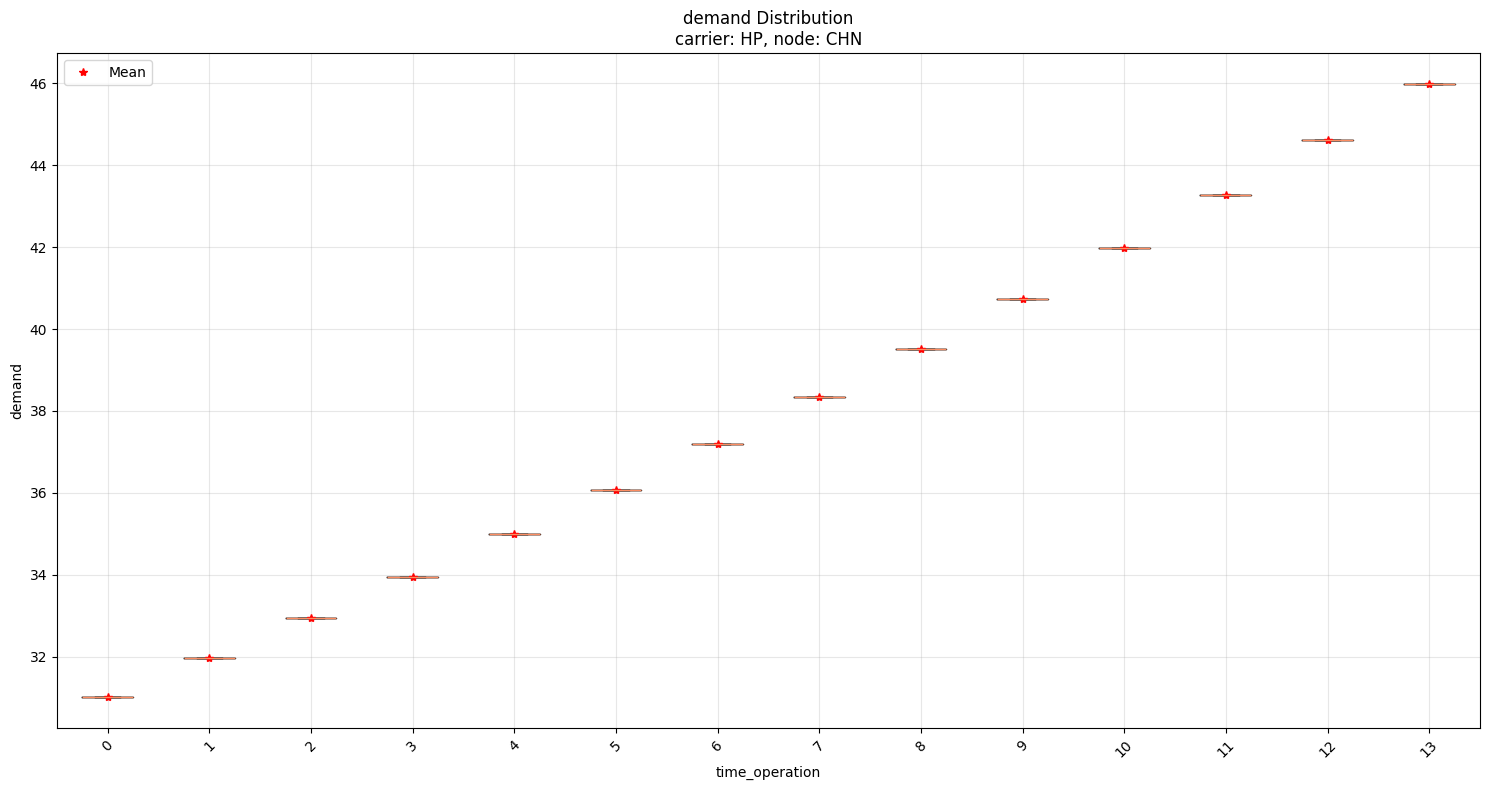 demand Distribution
carrier: HP, node: CHN
Mean
46
44
42
40
38
36
34
32
demand
0 1 2 3 4 5 6 7 8 9 10 11 12 13
time_operation